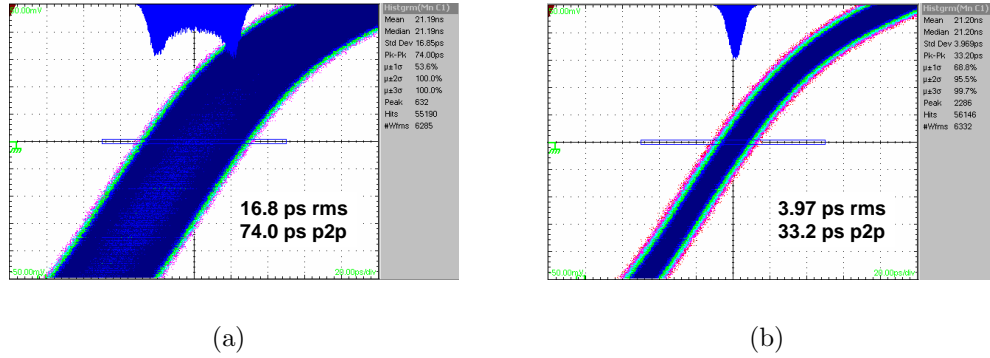 50.00mV
Histgrm(Mn C1)
Mean 21.19ns
Median 21.19ns
Std Dev 16.85ps
Pk-Pk 74.00ps
µ±1σ 53.6%
µ±2σ 100.0%
µ±3σ 100.0%
Peak 632
Hits 55190
#Wfms 6285
16.8 ps rms
74.0 ps p2p
-50.00mV
20.00ps/div
(a)
50.00mV
Histgrm(Mn C1)
Mean 21.20ns
Median 21.20ns
Std Dev 3.969ps
Pk-Pk 33.20ps
µ±1σ 68.8%
µ±2σ 95.5%
µ±3σ 99.7%
Peak 2286
Hits 56146
#Wfms 6332
3.97 ps rms
33.2 ps p2p
-50.00mV
20.00ps/div
(b)